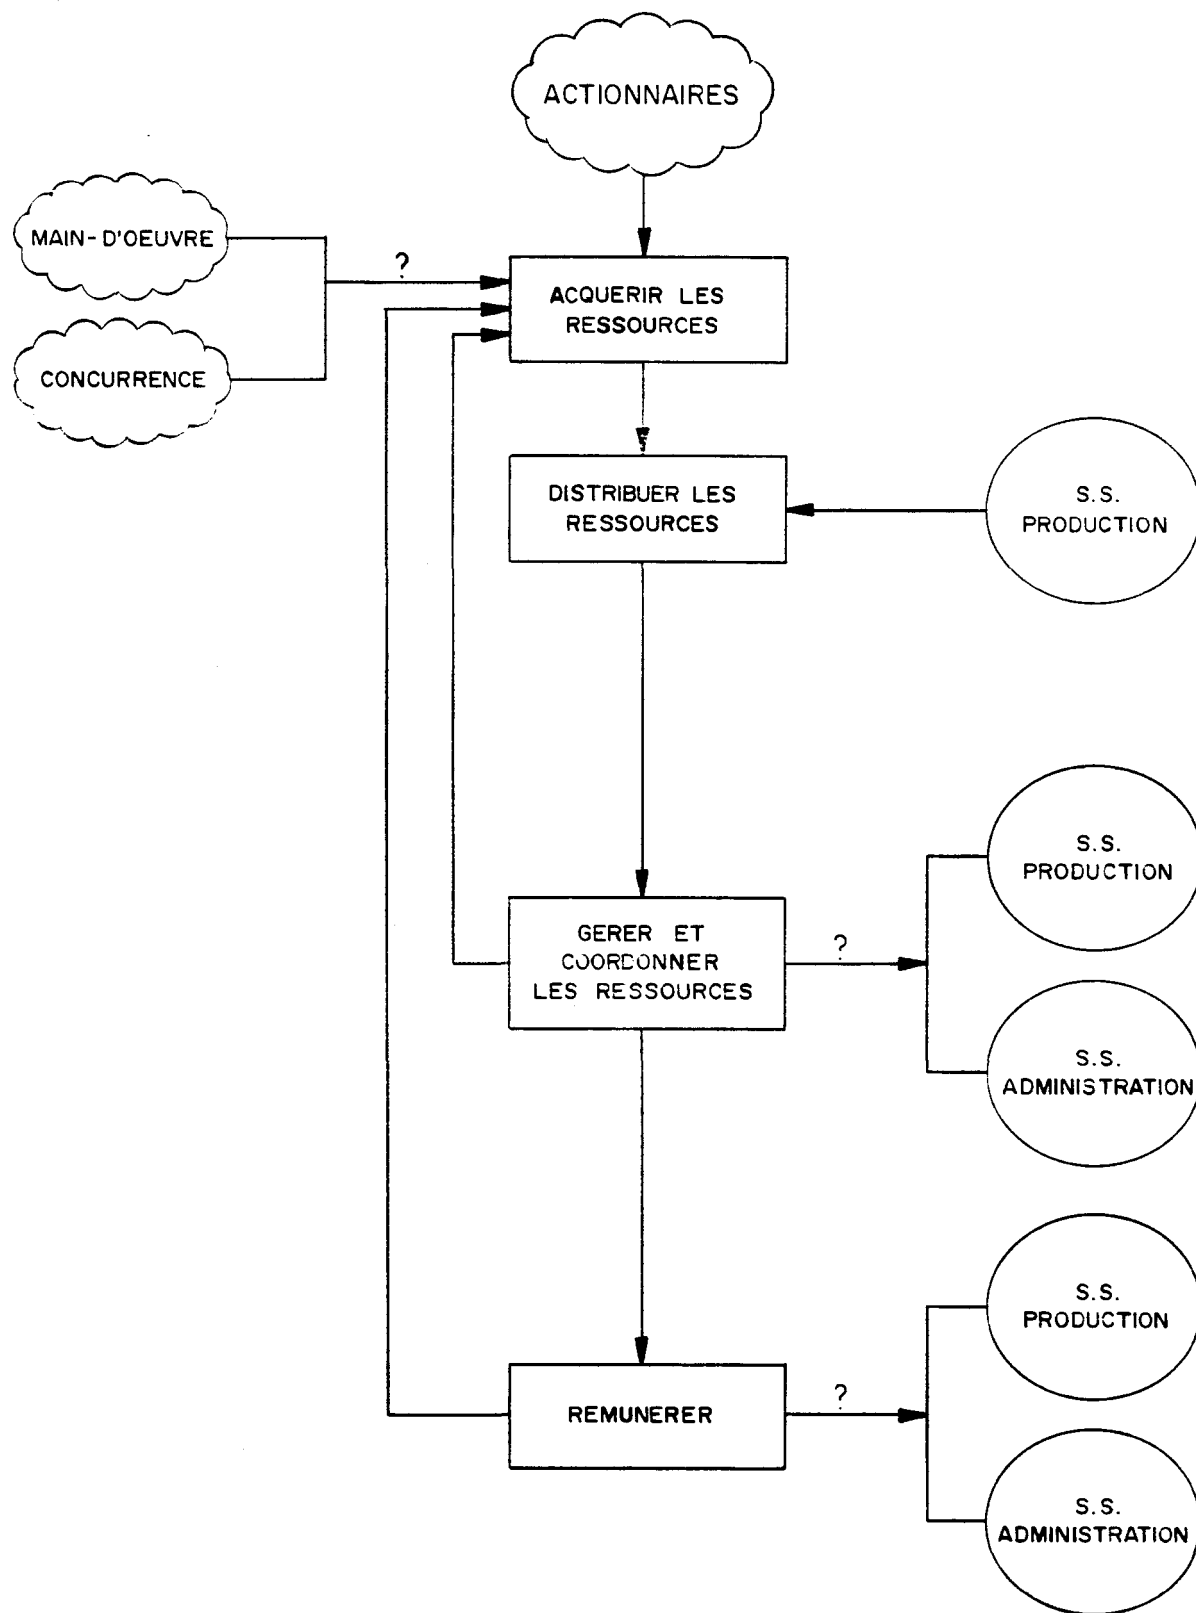 ACTIONNAIRES
MAIN-D'OEUVRE
?
ACQUERIR LES
RESSOURCES
CONCURRENCE
DISTRIBUER LES
RESSOURCES
S.S.
PRODUCTION
S.S.
PRODUCTION
GERER ET
COORDONNER
LES RESSOURCES
?
S.S.
ADMINISTRATION
S.S.
PRODUCTION
REMUNERER
?
S.S.
ADMINISTRATION